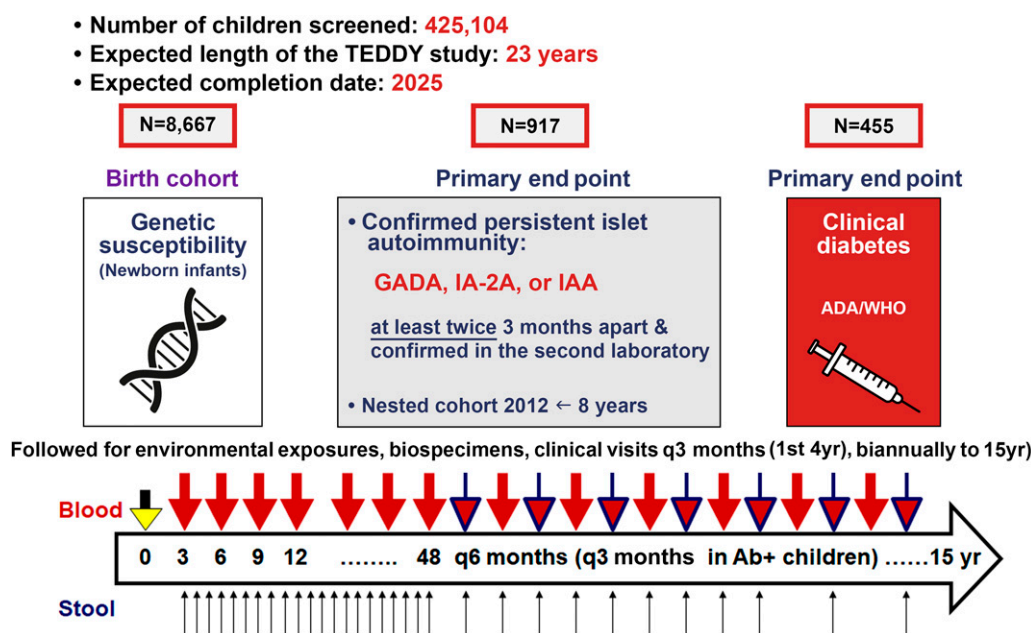 • Number of children screened: 425,104
• Expected length of the TEDDY study: 23 years
• Expected completion date: 2025
N=8,667
N=917
N=455
Birth cohort
Primary end point
Primary end point
Genetic
susceptibility
(Newborn infants)
• Confirmed persistent islet
autoimmunity:
GADA, IA-2A, or IAA
at least twice 3 months apart &
confirmed in the second laboratory
• Nested cohort 2012 ← 8 years
Clinical
diabetes
ADA/WHO
Followed for environmental exposures, biospecimens, clinical visits q3 months (1st 4yr), biannually to 15yr)
Blood
0 3 6 9 12 ........ 48 q6 months (q3 months in Ab+ children) ......15 yr
Stool